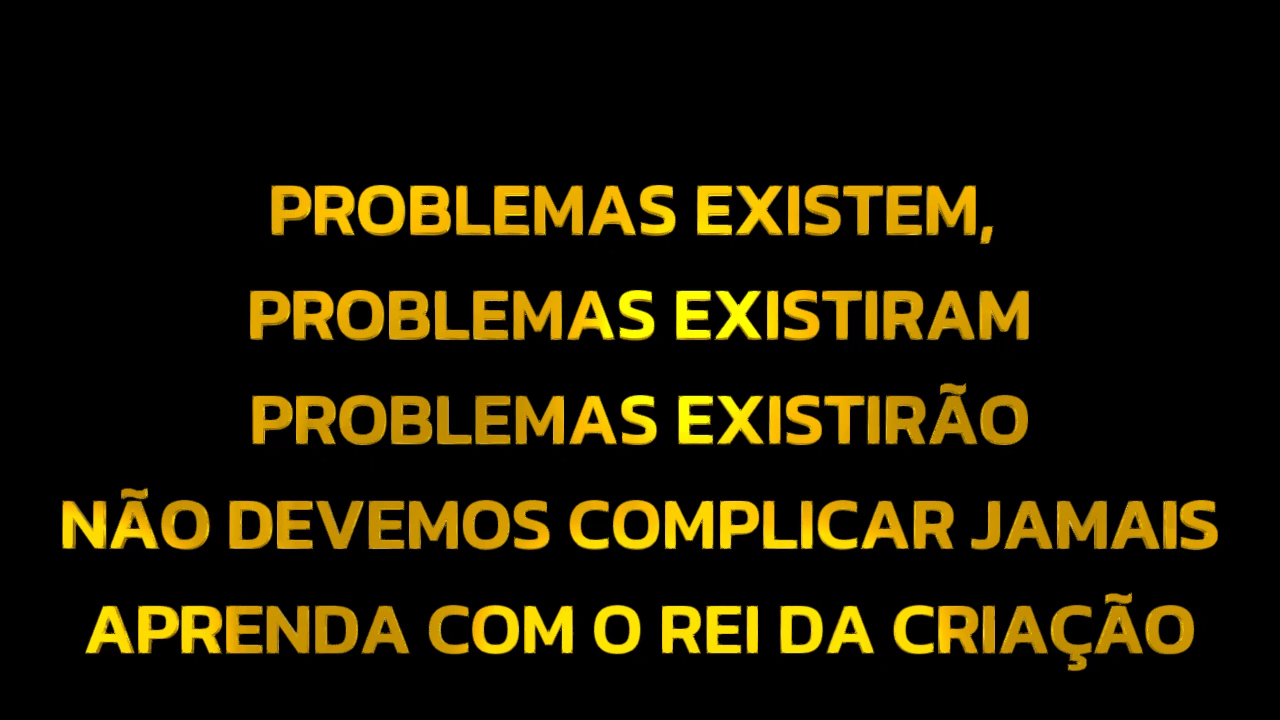 PROBLEMAS EXISTEM,
PROBLEMAS EXISTIRAM
PROBLEMAS EXISTIRÃO
NÃO DEVEMOS COMPLICAR JAMAIS
APRENDA COM O REI DA CRIAÇÃO